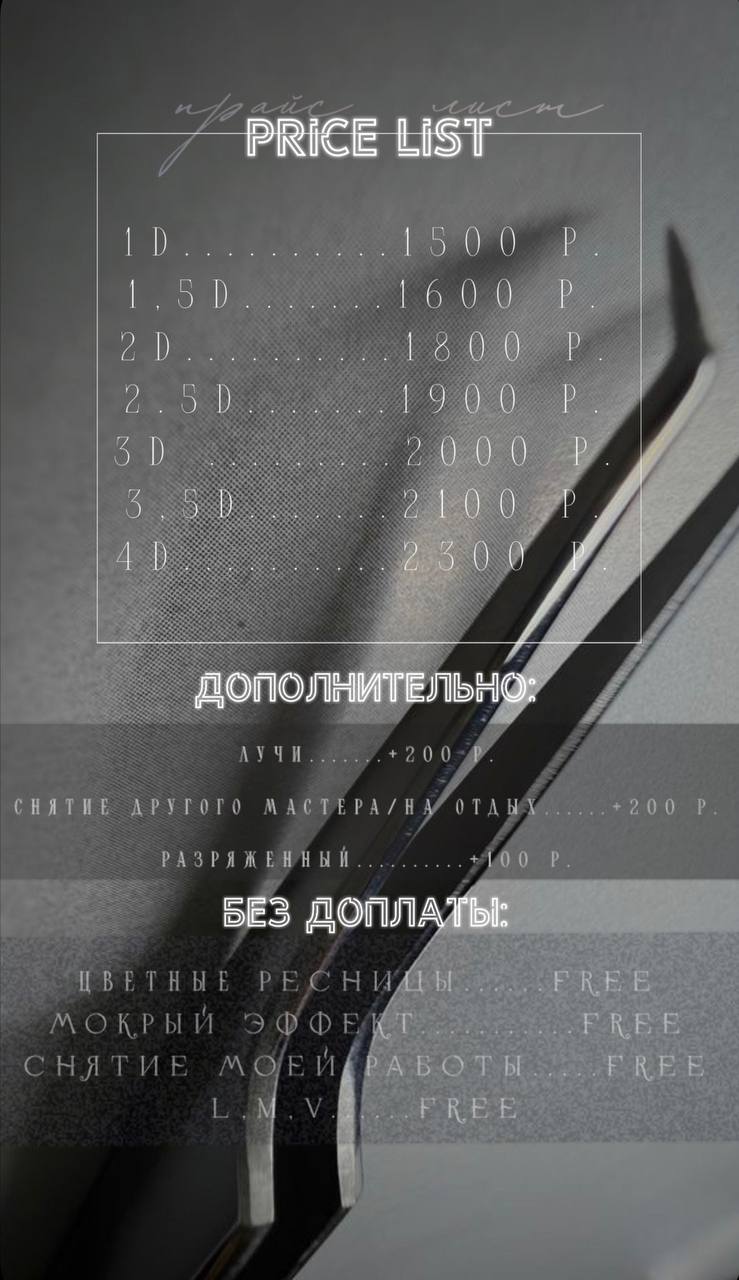 прайс лист
PRiCE LiST
1D..........1500 Р.
1,5D.......1600 Р.
2D..........1800 Р.
2.5D.......1900 Р.
3D .........2000 Р.
3,5D.......2100 Р.
4D..........2300 Р.
ДОПОЛНИТЕЛЬНО:
ЛУЧИ.......+200 Р.
СНЯТИЕ ДРУГОГО МАСТЕРА/НА ОТДЫХ......+200 Р.
РАЗРЯЖЕННЫЙ..........+100 Р.
БЕЗ ДОПЛАТЫ:
ЦВЕТНЫЕ РЕСНИЦЫ......FREE
МОКРЫЙ ЭФФЕКТ...........FREE
СНЯТИЕ МОЕЙ РАБОТЫ.....FREE
L,M,V......FREE